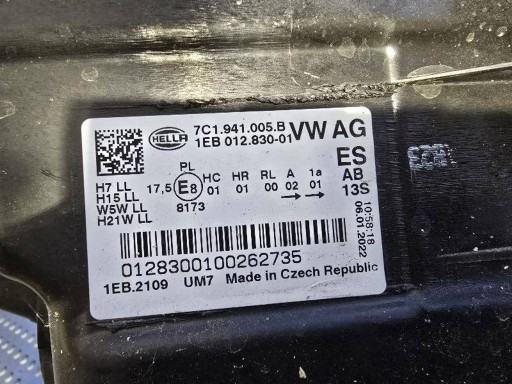 HELLA
7C1.941.005.B
1EB 012.830-01
VW AG
ES
AB
13S
H7 LL
H15 LL
W5W LL
H21W LL
17,5
PL
E8
8173
HC HR RL A 1a
01 01 00 02 01
10:58:18
06.01.2022
0128300100262735
1EB.2109 UM7 Made in Czech Republic